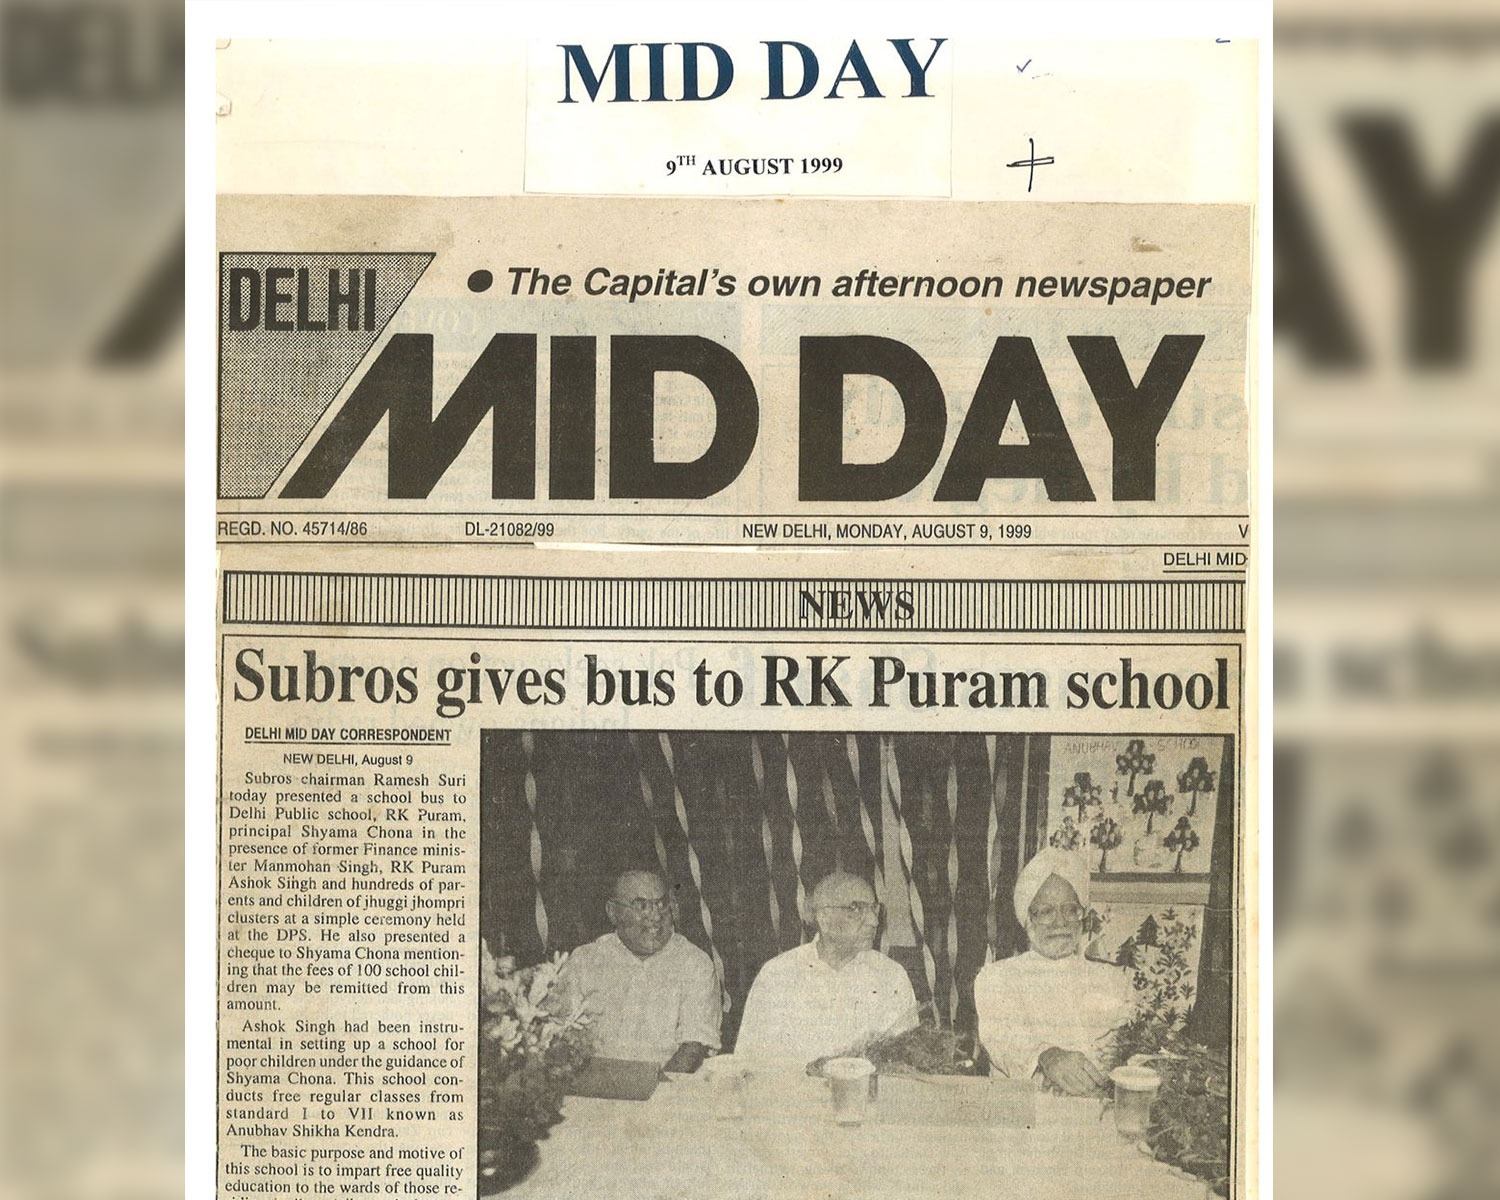 MID DAY
9TH AUGUST 1999
DELHI
● The Capital's own afternoon newspaper
MID DAY
REGD. NO. 45714/86 DL-21082/99 NEW DELHI, MONDAY, AUGUST 9, 1999 V
DELHI MID
NEWS
Subros gives bus to RK Puram school
DELHI MID DAY CORRESPONDENT
NEW DELHI, August 9
Subros chairman Ramesh Suri
today presented a school bus to
Delhi Public school, RK Puram,
principal Shyama Chona in the
presence of former Finance minis-
ter Manmohan Singh, RK Puram
Ashok Singh and hundreds of par-
ents and children of jhuggi jhompri
clusters at a simple ceremony held
at the DPS. He also presented a
cheque to Shyama Chona mention-
ing that the fees of 100 school chil-
dren may be remitted from this
amount.
Ashok Singh had been instru-
mental in setting up a school for
poor children under the guidance of
Shyama Chona. This school con-
ducts free regular classes from
standard I to VII known as
Anubhav Shikha Kendra.
The basic purpose and motive of
this school is to impart free quality
education to the wards of those re-
ANUBHAV SCHOOL